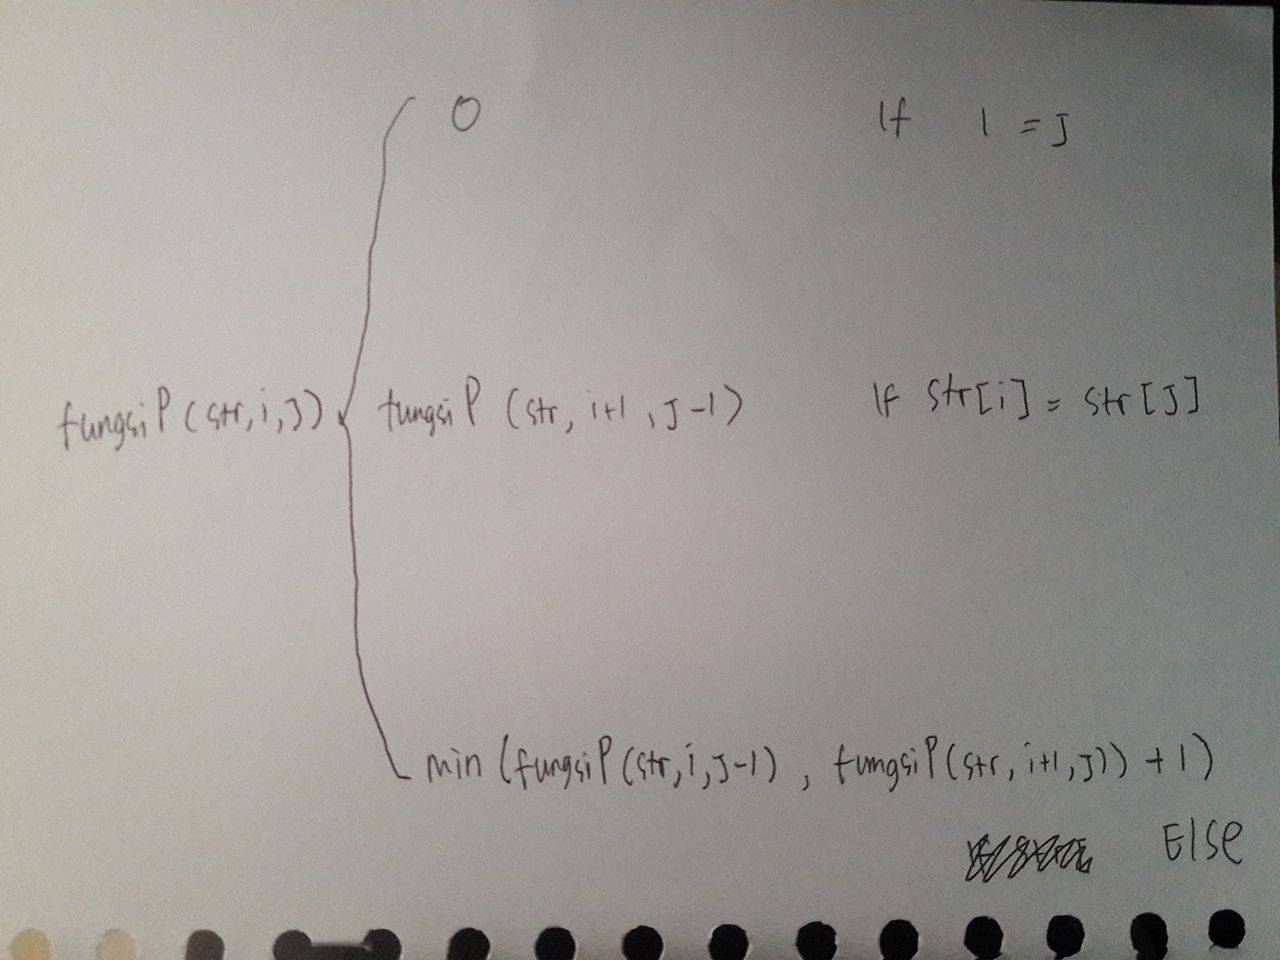 0 If I = J
fungsiP(str,i,J) fungsiP (str, i+1, J-1) If str[i] = str[J]
min (fungsiP(str,i,J-1), fungsiP(str,i+1,J)) + 1)
Else